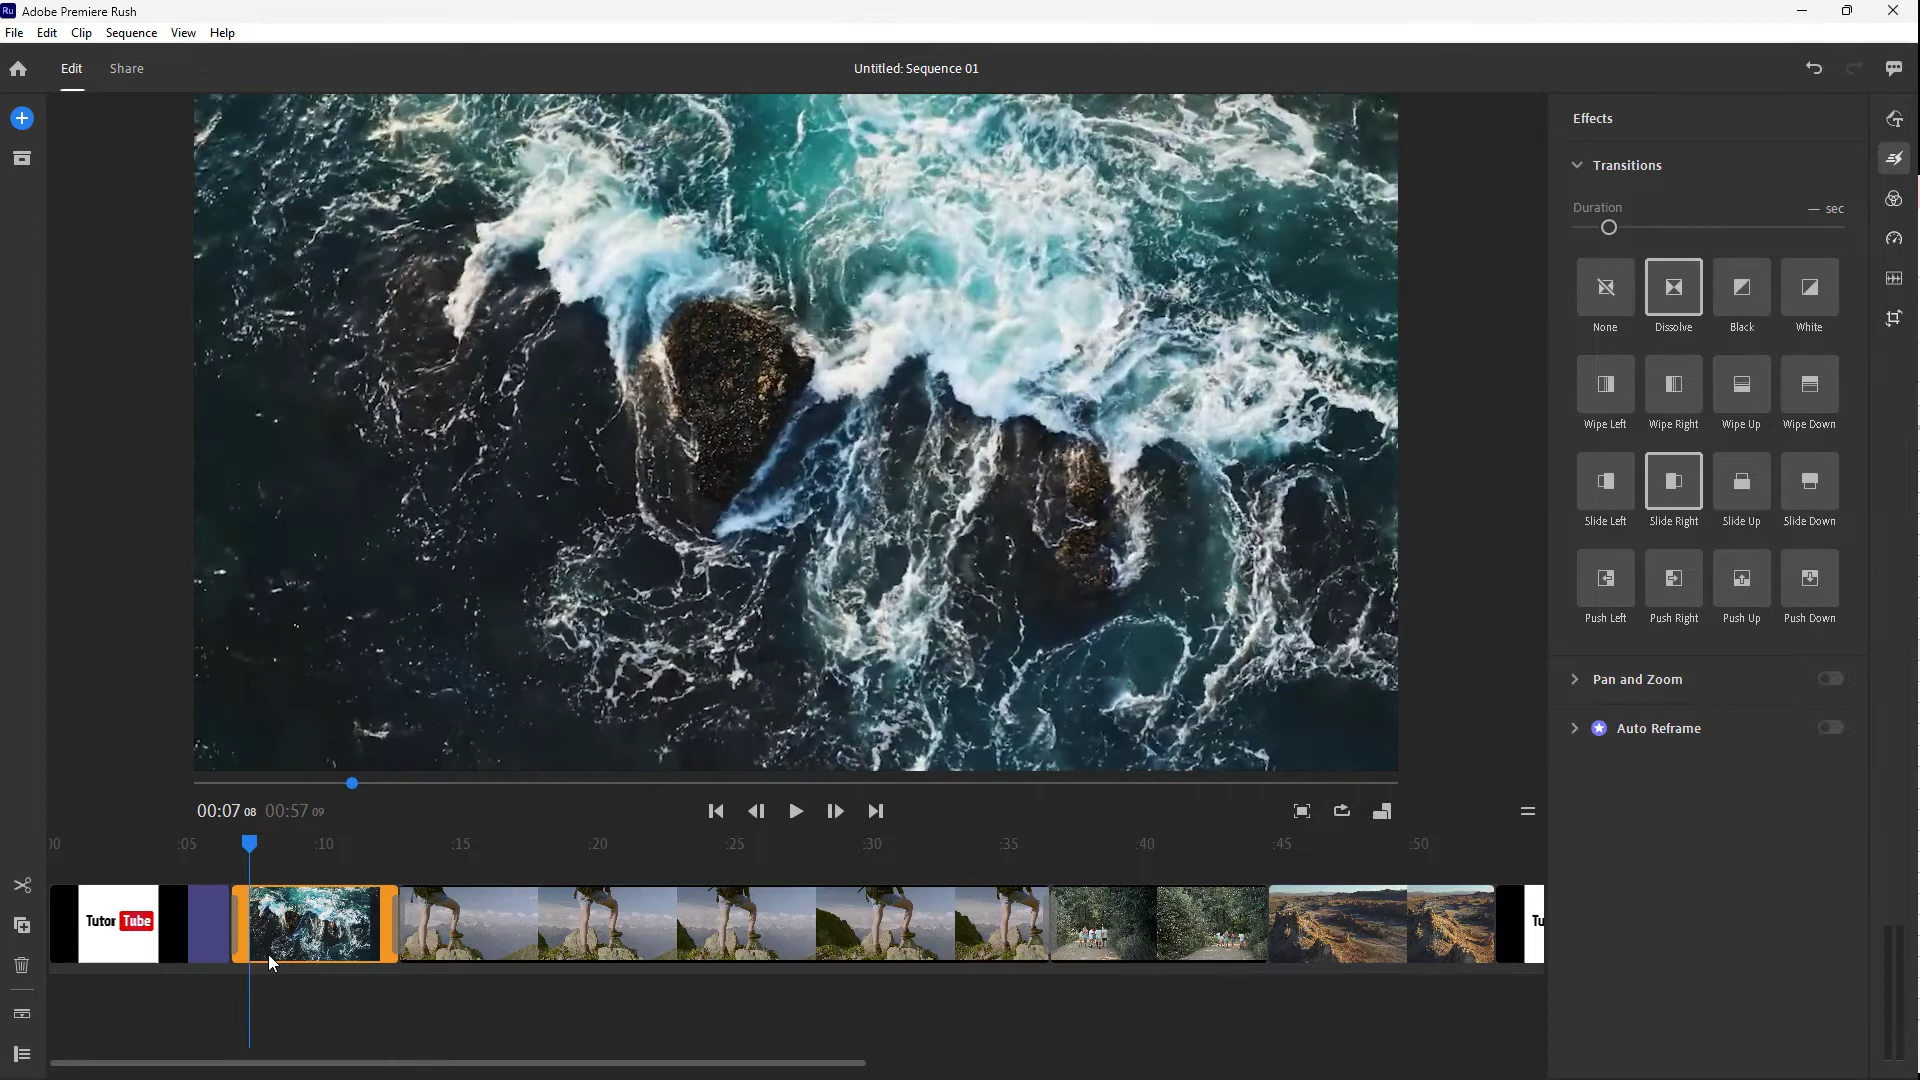 Ru Adobe Premiere Rush
File Edit Clip Sequence View Help
Edit Share Untitled: Sequence 01
Effects
Transitions
Duration — sec
None Dissolve Black White
Wipe Left Wipe Right Wipe Up Wipe Down
Slide Left Slide Right Slide Up Slide Down
Push Left Push Right Push Up Push Down
Pan and Zoom
Auto Reframe
00:07 08 00:57 09
00 :05 :10 :15 :20 :25 :30 :35 :40 :45 :50
Tutor Tube Tu